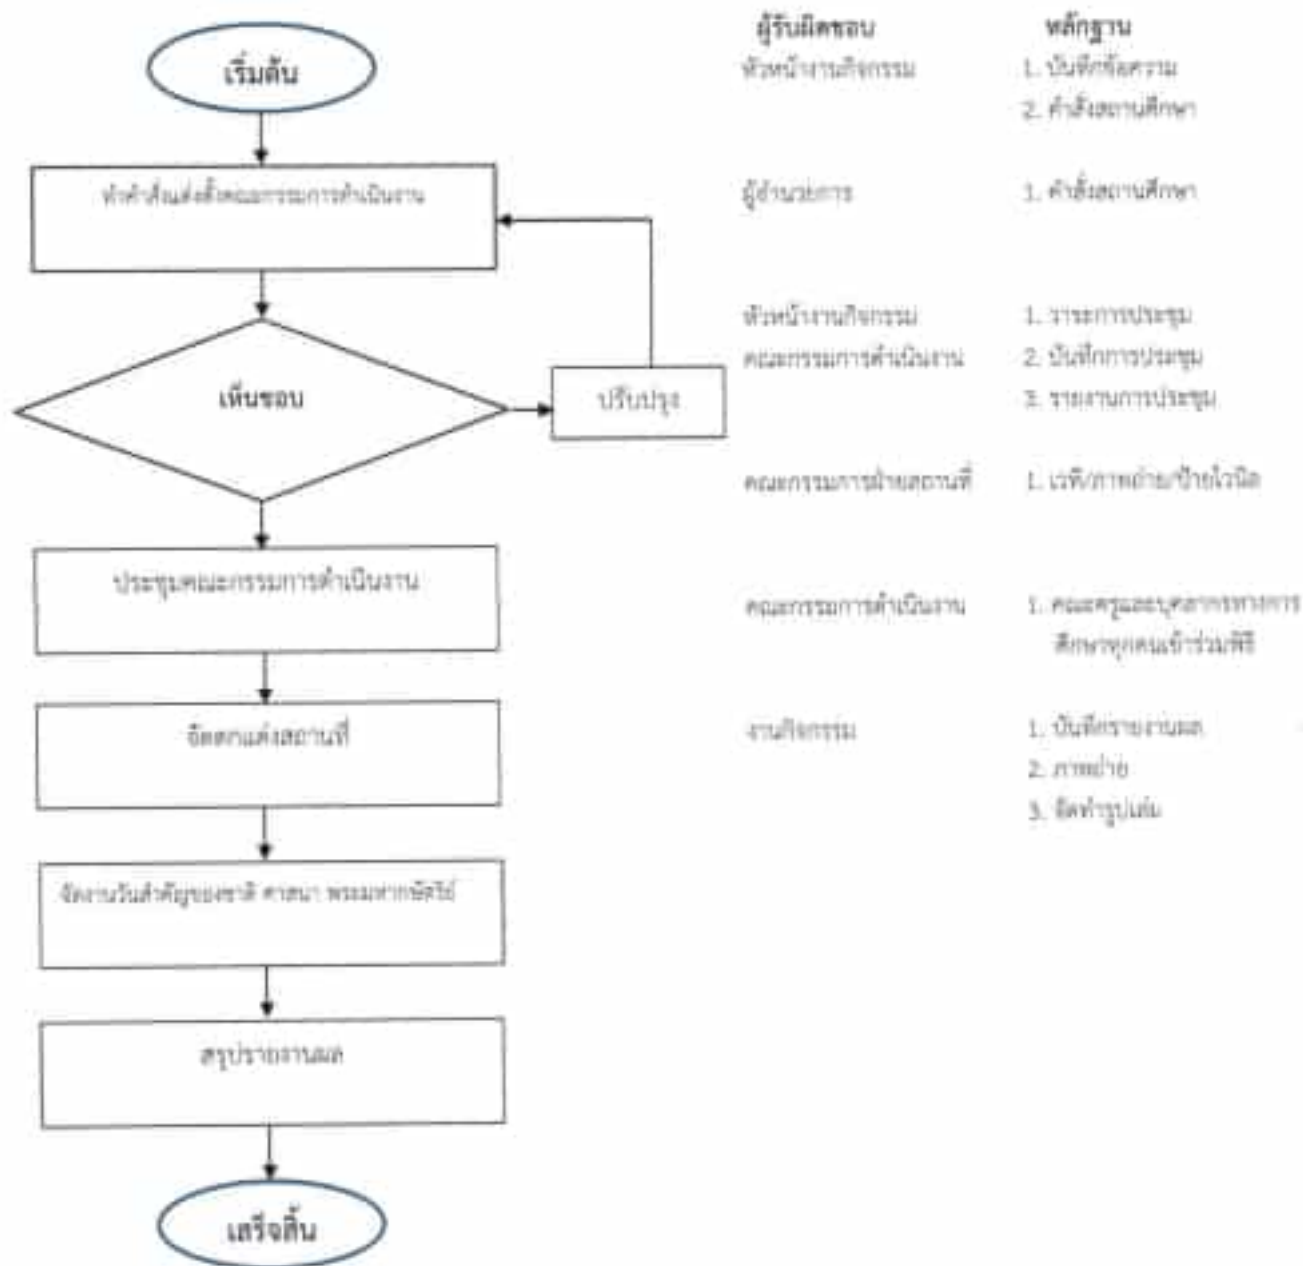 เริ่มต้น
ทำคำสั่งแต่งตั้งคณะกรรมการดำเนินงาน
เห็นชอบ
ปรับปรุง
ประชุมคณะกรรมการดำเนินงาน
จัดตกแต่งสถานที่
จัดงานวันสำคัญของชาติ ศาสนา พระมหากษัตริย์
สรุปรายงานผล
เสร็จสิ้น
ผู้รับผิดชอบ
หัวหน้างานกิจกรรม
ผู้อำนวยการ
หัวหน้างานกิจกรรม
คณะกรรมการดำเนินงาน
คณะกรรมการฝ่ายสถานที่
คณะกรรมการดำเนินงาน
งานกิจกรรม
หลักฐาน
1. บันทึกข้อความ
2. คำสั่งสถานศึกษา
1. คำสั่งสถานศึกษา
1. วาระการประชุม
2. บันทึกการประชุม
3. รายงานการประชุม
1. เวที/ภาพถ่าย/ป้ายไวนิล
1. คณะครูและบุคลากรทางการ
ศึกษาทุกคนเข้าร่วมพิธี
1. บันทึกรายงานผล
2. ภาพถ่าย
3. จัดทำรูปเล่ม